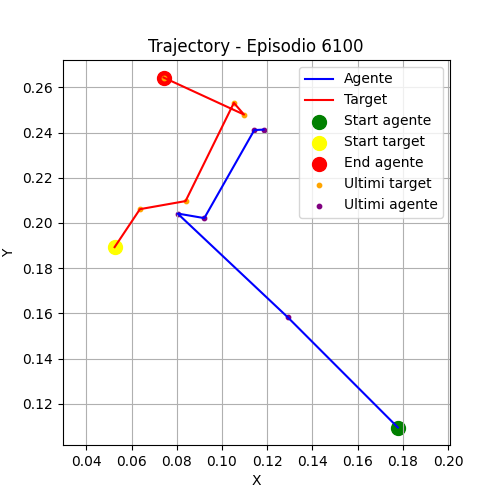 Trajectory - Episodio 6100
Agente
Target
Start agente
Start target
End agente
Ultimi target
Ultimi agente
0.26
0.24
0.22
0.20
0.18
0.16
0.14
0.12
Y
0.04 0.06 0.08 0.10 0.12 0.14 0.16 0.18 0.20
X